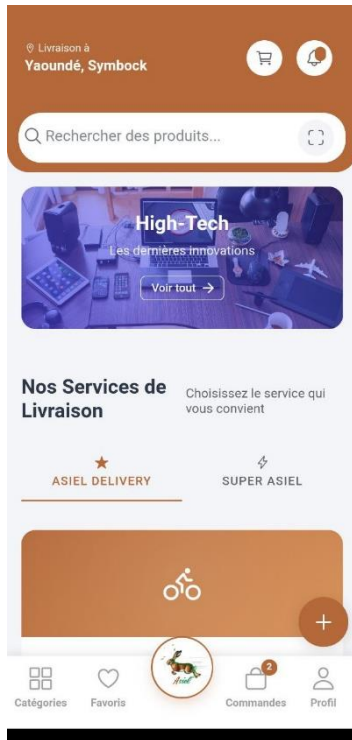 Livraison à
Yaoundé, Symbock
Rechercher des produits...
High-Tech
Les dernières innovations
Voir tout →
Nos Services de
Livraison
Choisissez le service qui
vous convient
ASIEL DELIVERY
SUPER ASIEL
+
Asiel
2
Catégories
Favoris
Commandes
Profil